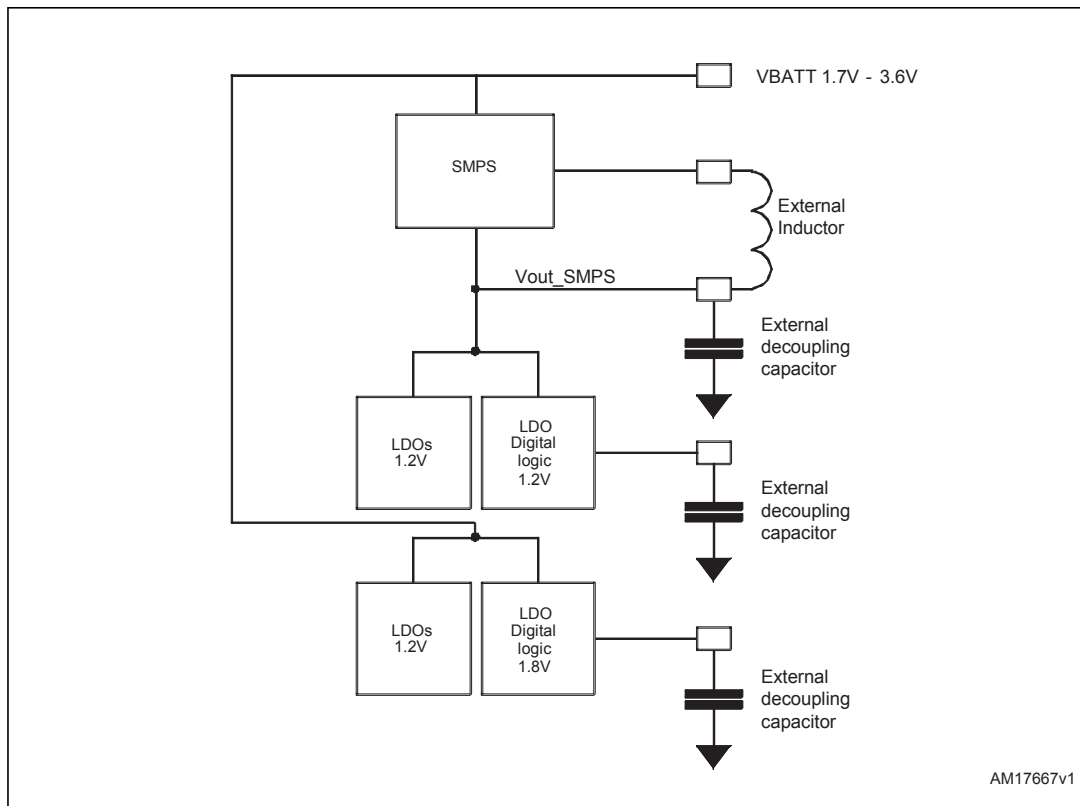 VBATT 1.7V - 3.6V
SMPS
External
Inductor
Vout_SMPS
External
decoupling
capacitor
LDOs
1.2V
LDO
Digital
logic
1.2V
External
decoupling
capacitor
LDOs
1.2V
LDO
Digital
logic
1.8V
External
decoupling
capacitor
AM17667v1